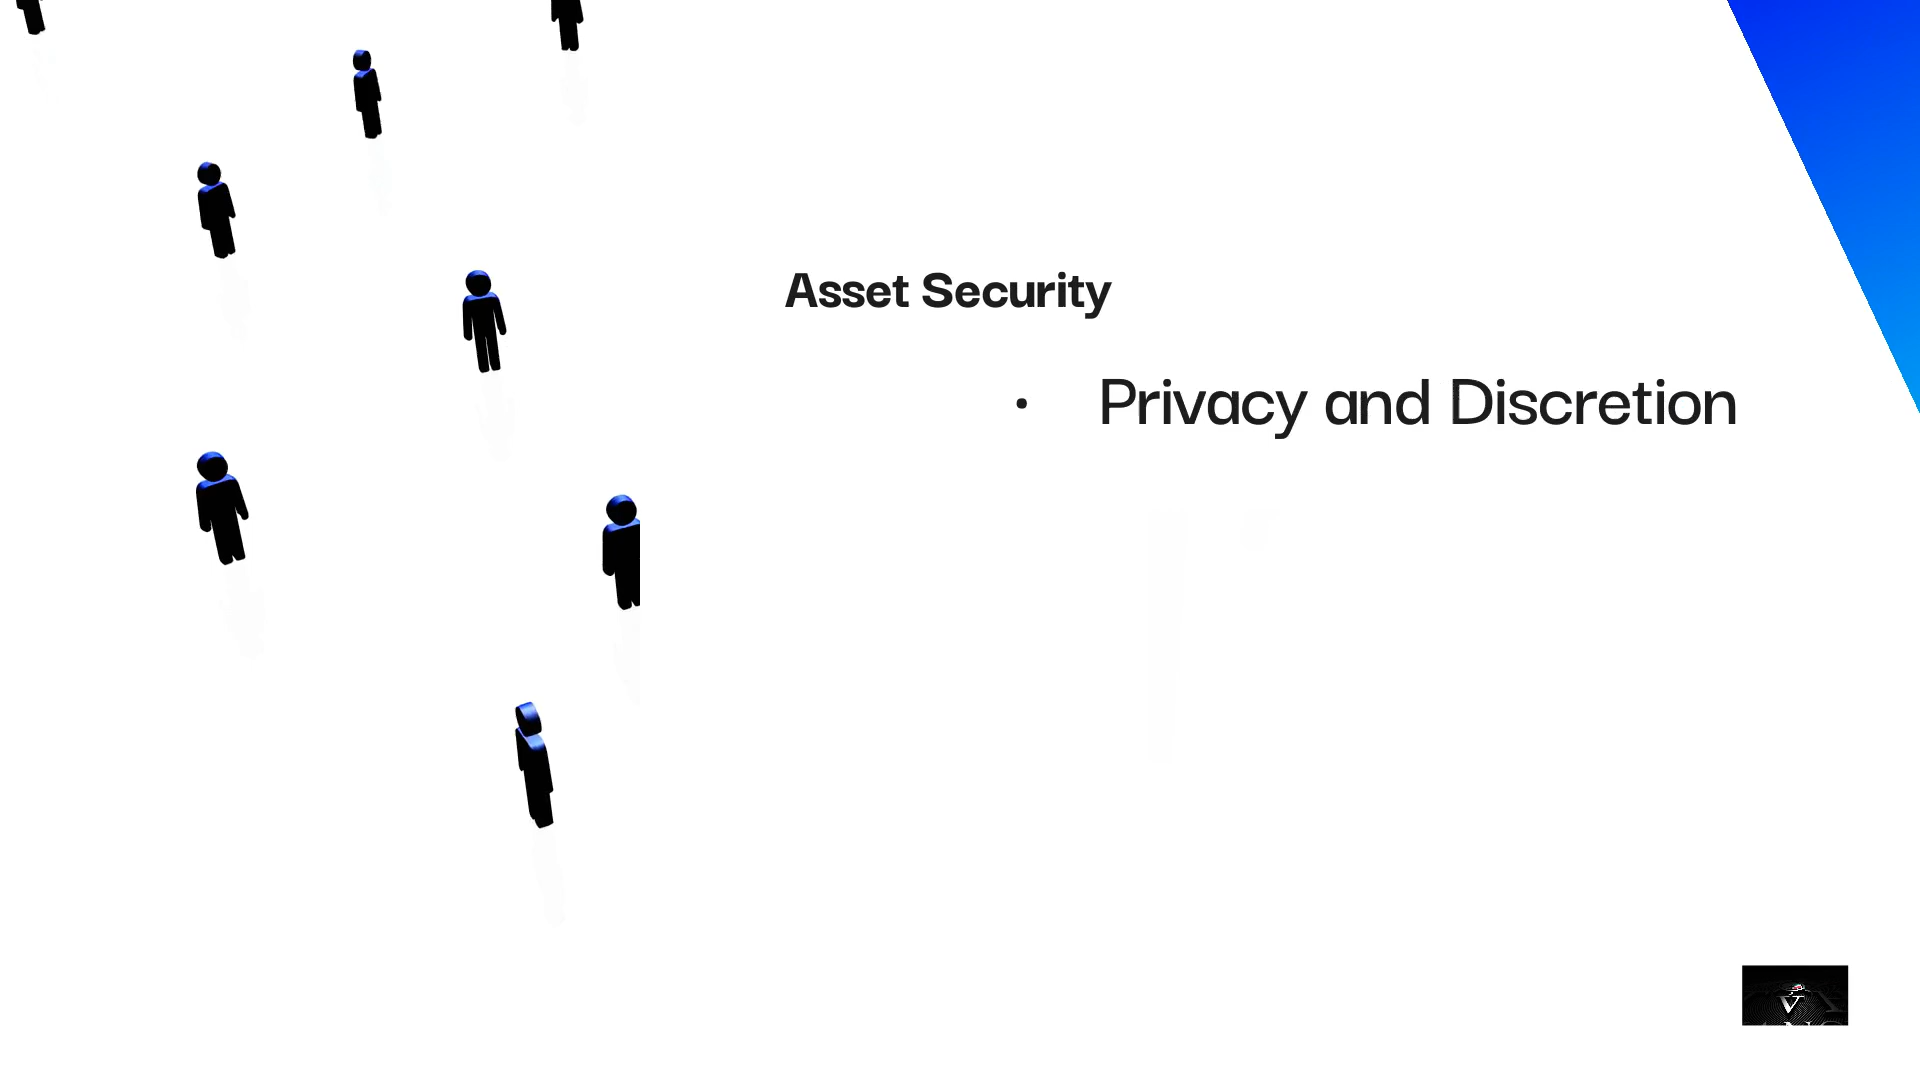 Asset Security
• Privacy and Discretion